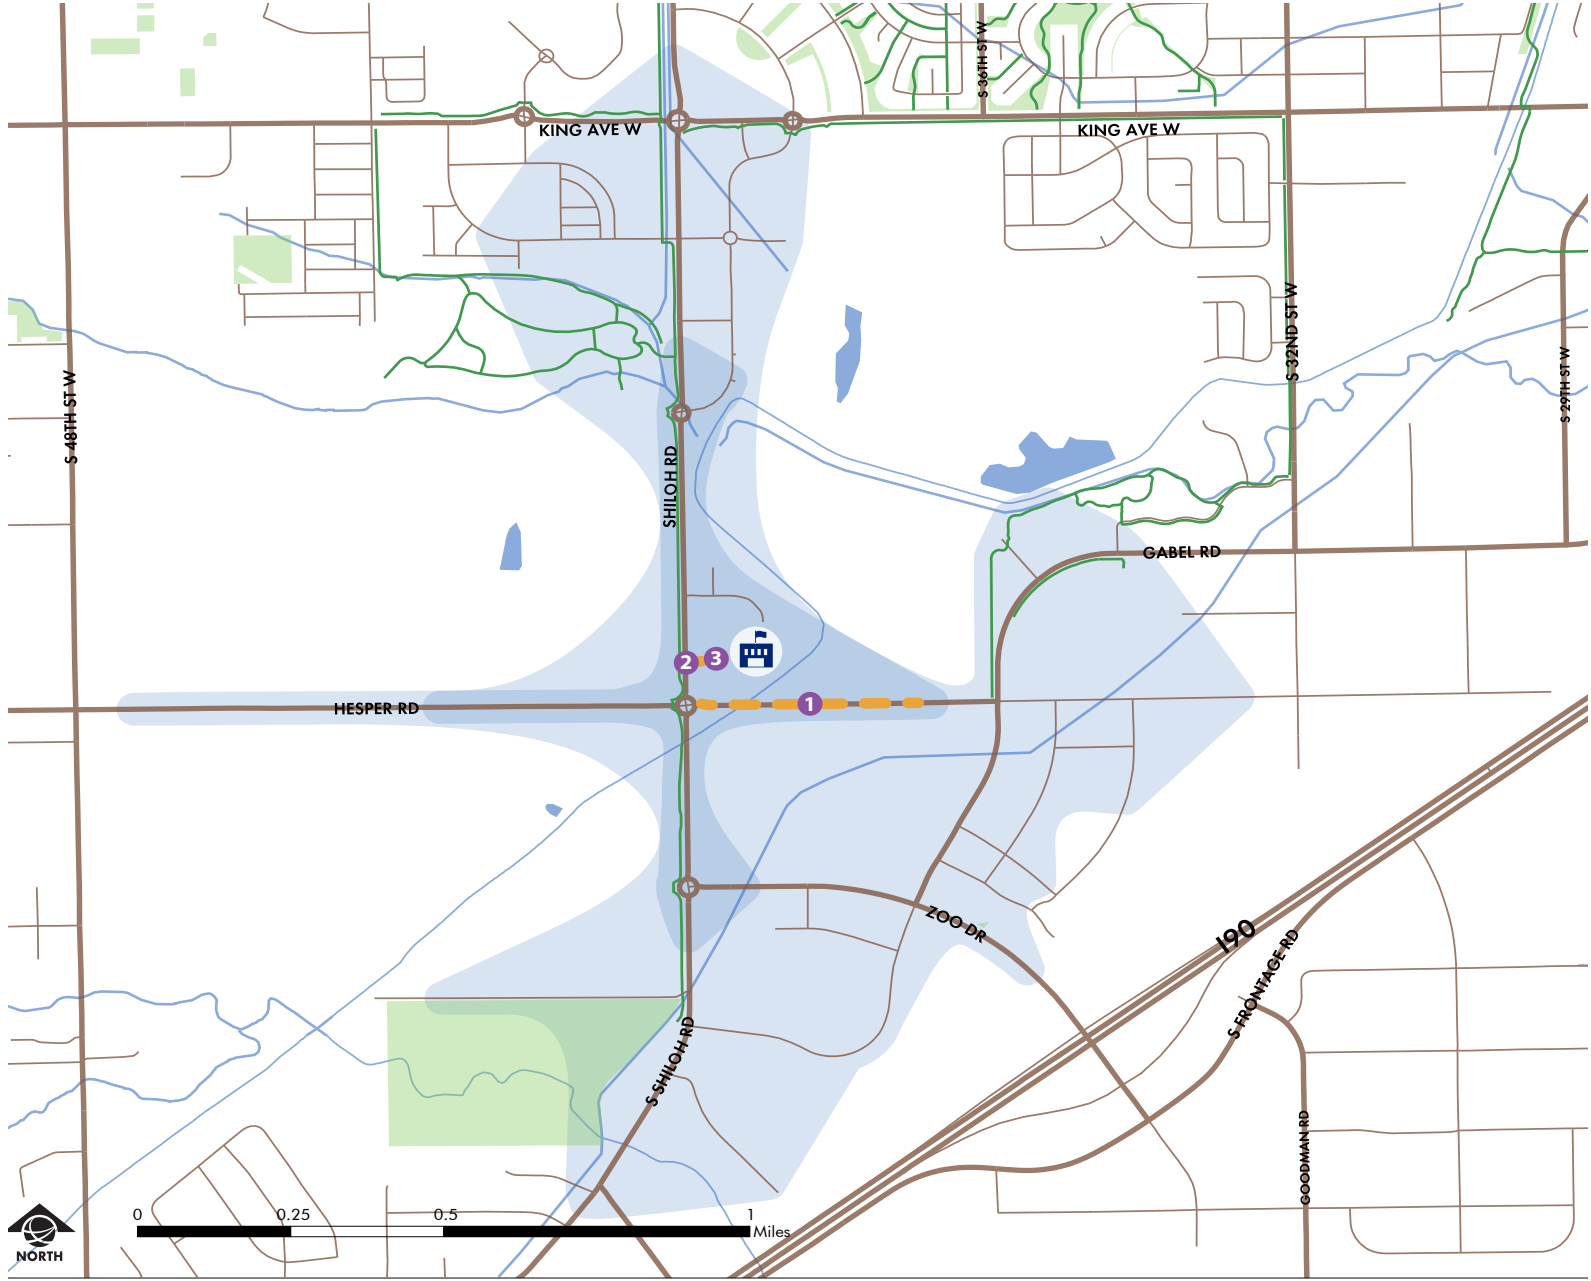 S 36TH ST W
KING AVE W
KING AVE W
S 32ND ST W
S 29TH ST W
S 48TH ST W
SHILOH RD
GABEL RD
2
3
1
HESPER RD
ZOO DR
I90
S FRONTAGE RD
S SHILOH RD
GOODMAN RD
0
0.25
0.5
1
Miles
NORTH